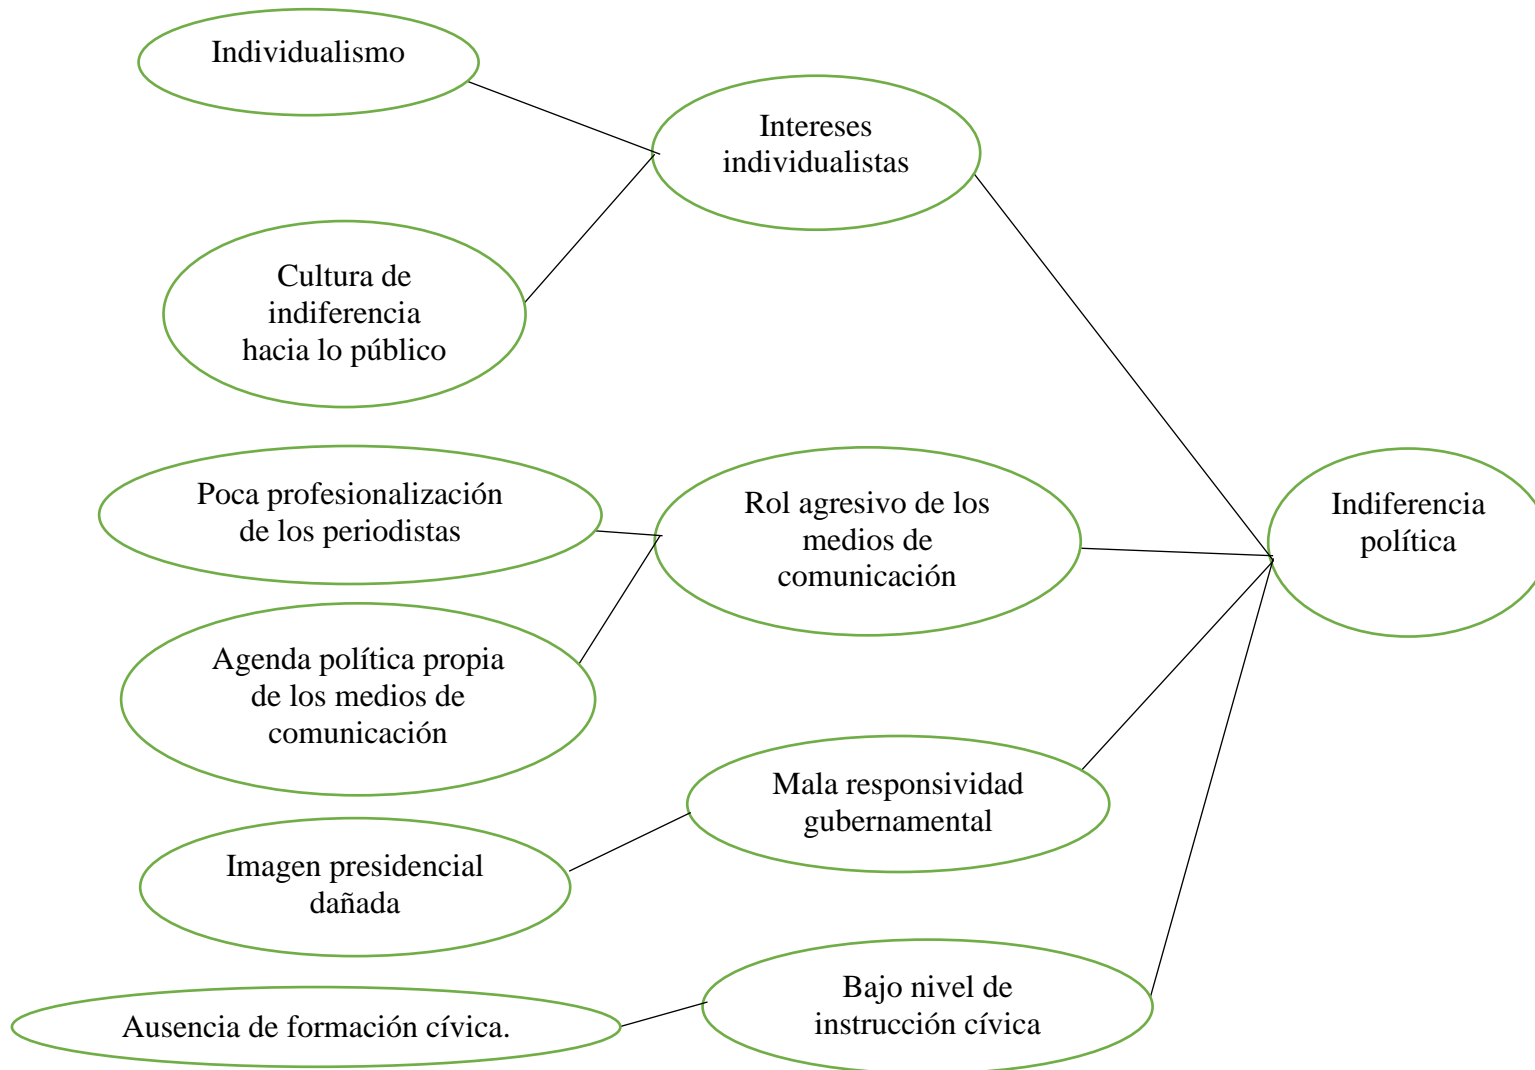 Individualismo
Intereses
individualistas
Cultura de
indiferencia
hacia lo público
Poca profesionalización
de los periodistas
Rol agresivo de los
medios de
comunicación
Indiferencia
política
Agenda política propia
de los medios de
comunicación
Mala responsividad
gubernamental
Imagen presidencial
dañada
Bajo nivel de
instrucción cívica
Ausencia de formación cívica.